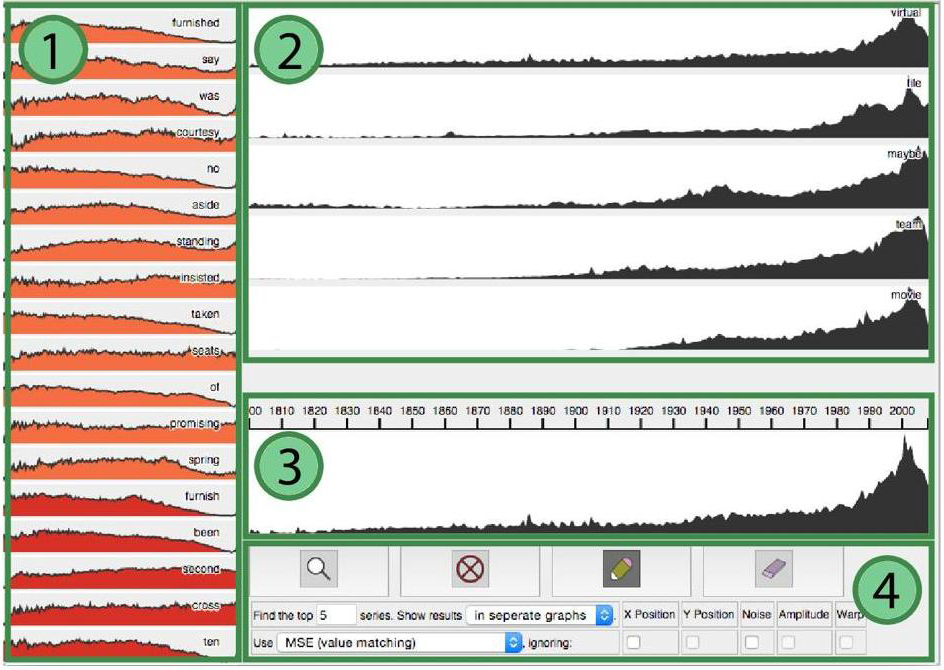 1
furnished
say
was
courtesy
no
aside
standing
insisted
taken
seats
of
promising
spring
furnish
been
second
cross
ten
2
virtual
file
maybe
team
movie
00 1810 1820 1830 1840 1850 1860 1870 1880 1890 1900 1910 1920 1930 1940 1950 1960 1970 1980 1990 2000
3
4
Find the top 5 series. Show results in seperate graphs . X Position Y Position Noise Amplitude Warp
Use MSE (value matching) , ignoring: